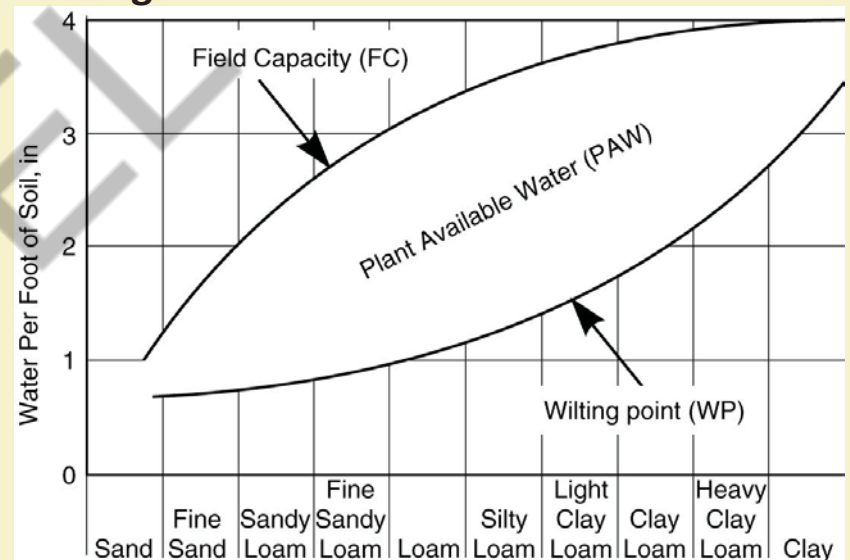 4
Field Capacity (FC)
3
Plant Available Water (PAW)
2
1
Wilting point (WP)
0
Water Per Foot of Soil, in
Sand
Fine Sand
Sandy Loam
Fine Sandy Loam
Loam
Silty Loam
Light Clay Loam
Clay Loam
Heavy Clay Loam
Clay